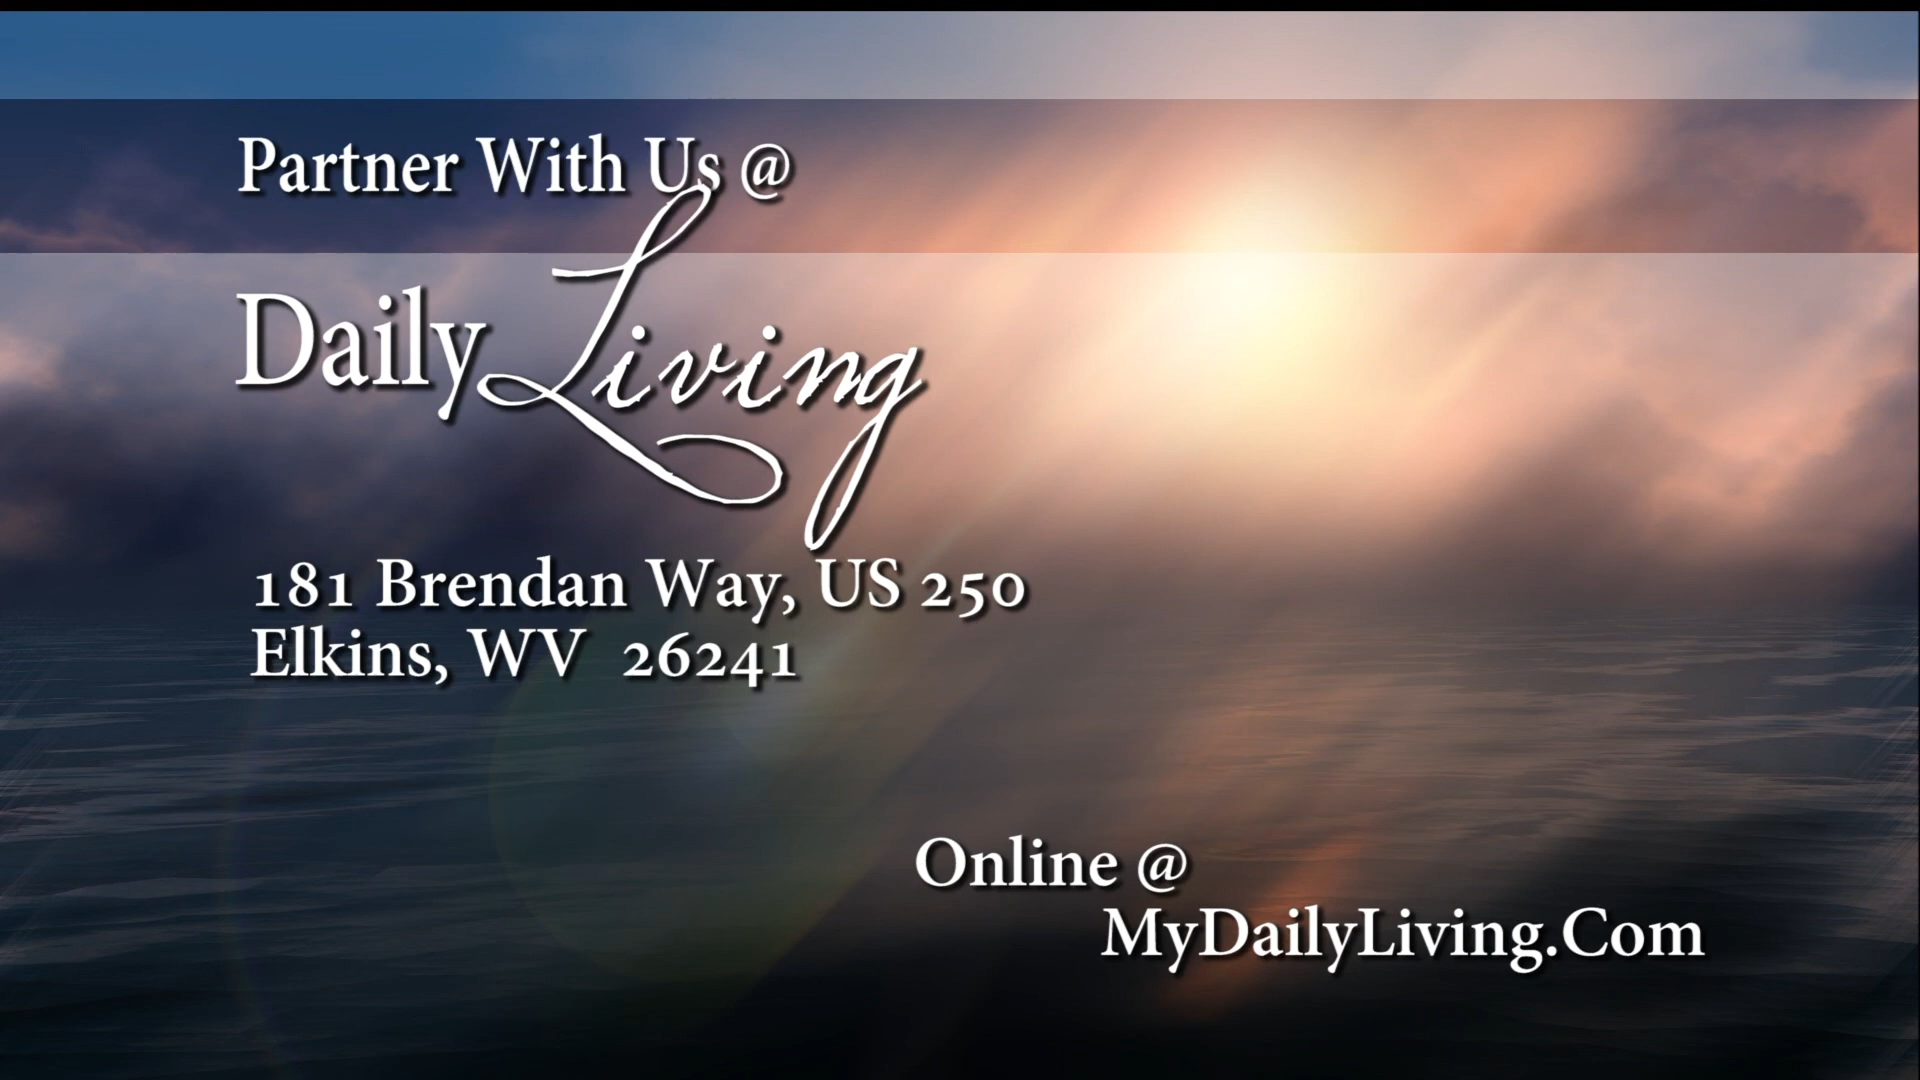 Partner With Us @
Daily Living
181 Brendan Way, US 250
Elkins, WV 26241
Online @
MyDailyLiving.Com